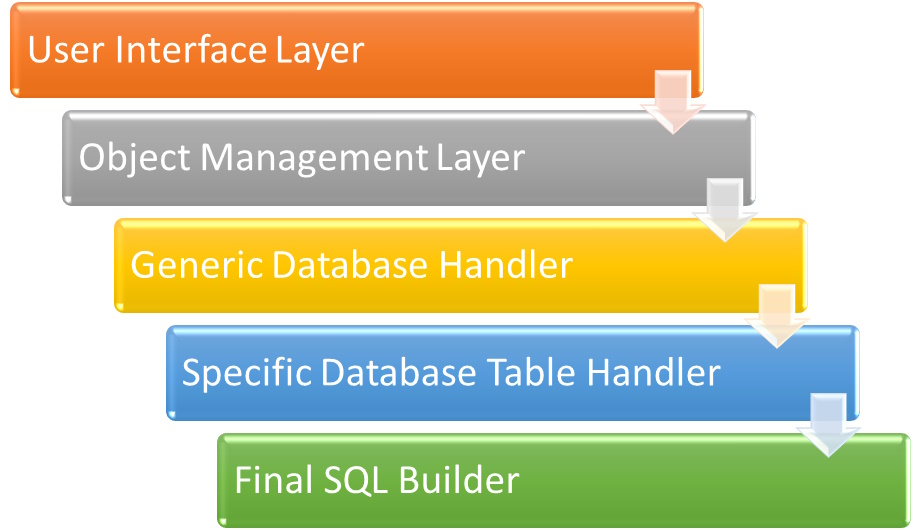 User Interface Layer
Object Management Layer
Generic Database Handler
Specific Database Table Handler
Final SQL Builder